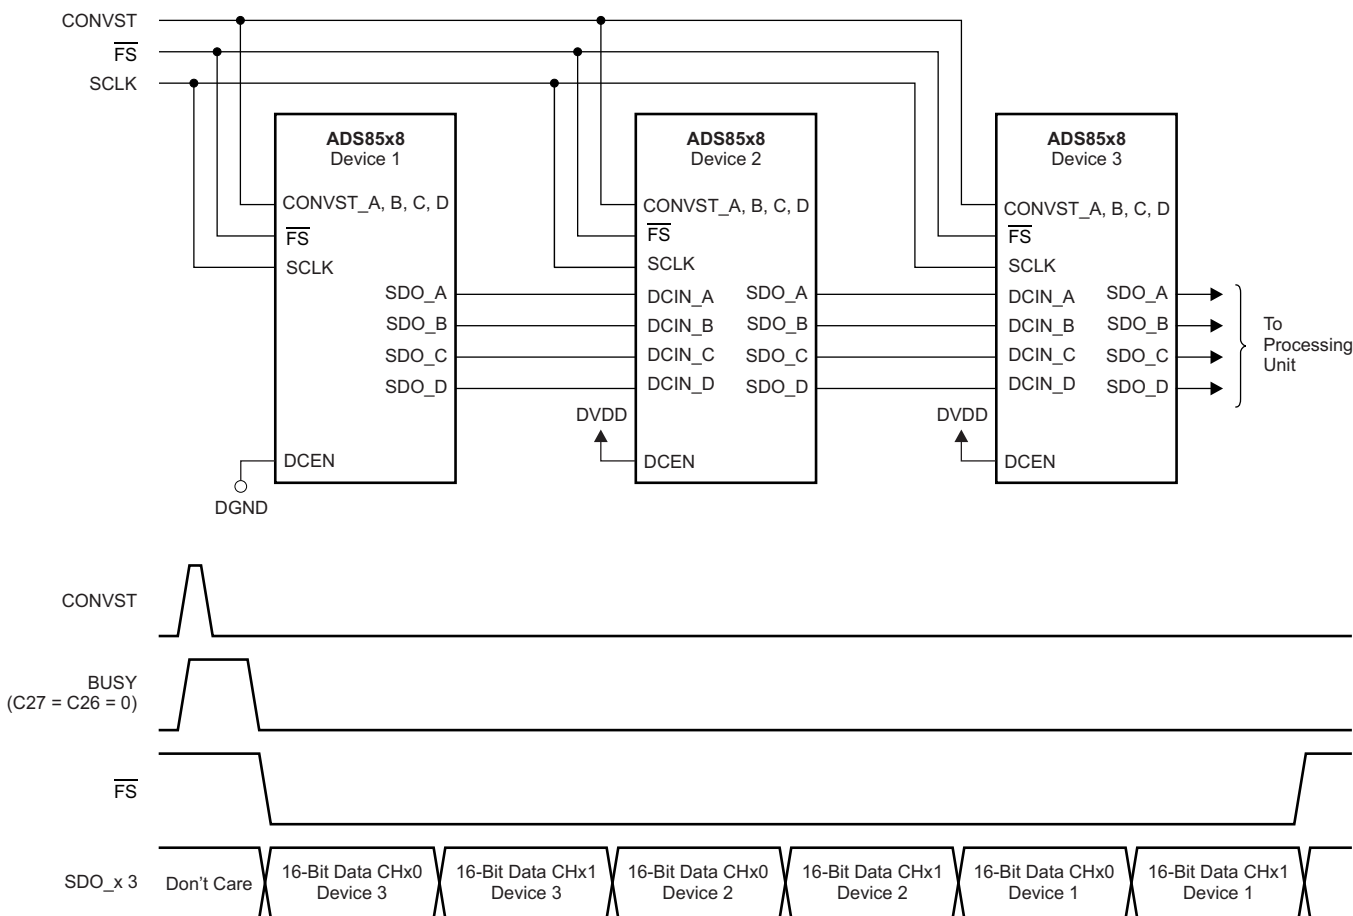 CONVST
FS
SCLK
ADS85x8
Device 1
CONVST_A, B, C, D
FS
SCLK
SDO_A
SDO_B
SDO_C
SDO_D
DCEN
DGND
ADS85x8
Device 2
CONVST_A, B, C, D
FS
SCLK
DCIN_A SDO_A
DCIN_B SDO_B
DCIN_C SDO_C
DCIN_D SDO_D
DVDD
DCEN
ADS85x8
Device 3
CONVST_A, B, C, D
FS
SCLK
DCIN_A SDO_A
DCIN_B SDO_B
DCIN_C SDO_C
DCIN_D SDO_D
DVDD
DCEN
To
Processing
Unit
CONVST
BUSY
(C27 = C26 = 0)
FS
SDO_x 3
Don't Care
16-Bit Data CHx0
Device 3
16-Bit Data CHx1
Device 3
16-Bit Data CHx0
Device 2
16-Bit Data CHx1
Device 2
16-Bit Data CHx0
Device 1
16-Bit Data CHx1
Device 1